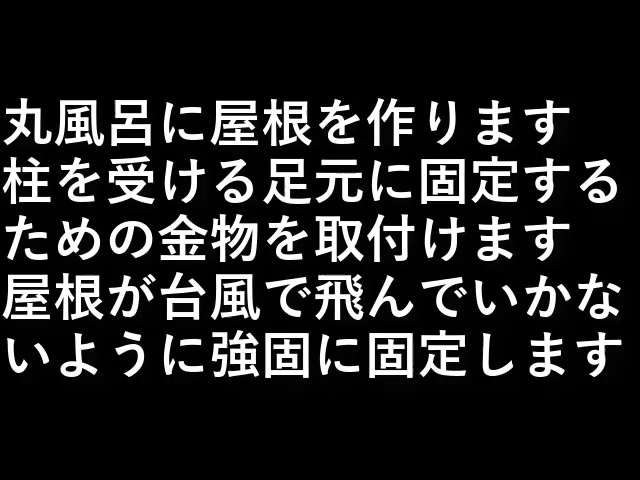 丸風呂に屋根を作ります
柱を受ける足元に固定する
ための金物を取付けます
屋根が台風で飛んでいかな
いように強固に固定します